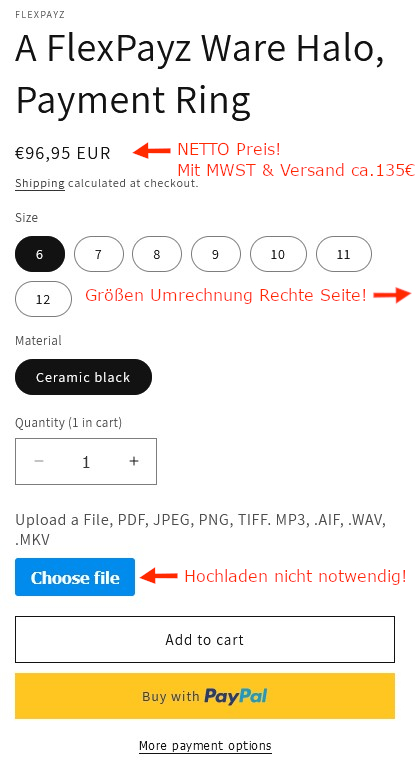 FLEXPAYZ
A FlexPayz Ware Halo,
Payment Ring
€96,95 EUR
NETTO Preis!
Mit MWST & Versand ca.135€
Shipping calculated at checkout.
Size
6 7 8 9 10 11
12
Größen Umrechnung Rechte Seite!
Material
Ceramic black
Quantity (1 in cart)
− 1 +
Upload a File, PDF, JPEG, PNG, TIFF. MP3, .AIF, .WAV,
.MKV
Choose file
Hochladen nicht notwendig!
Add to cart
Buy with PayPal
More payment options